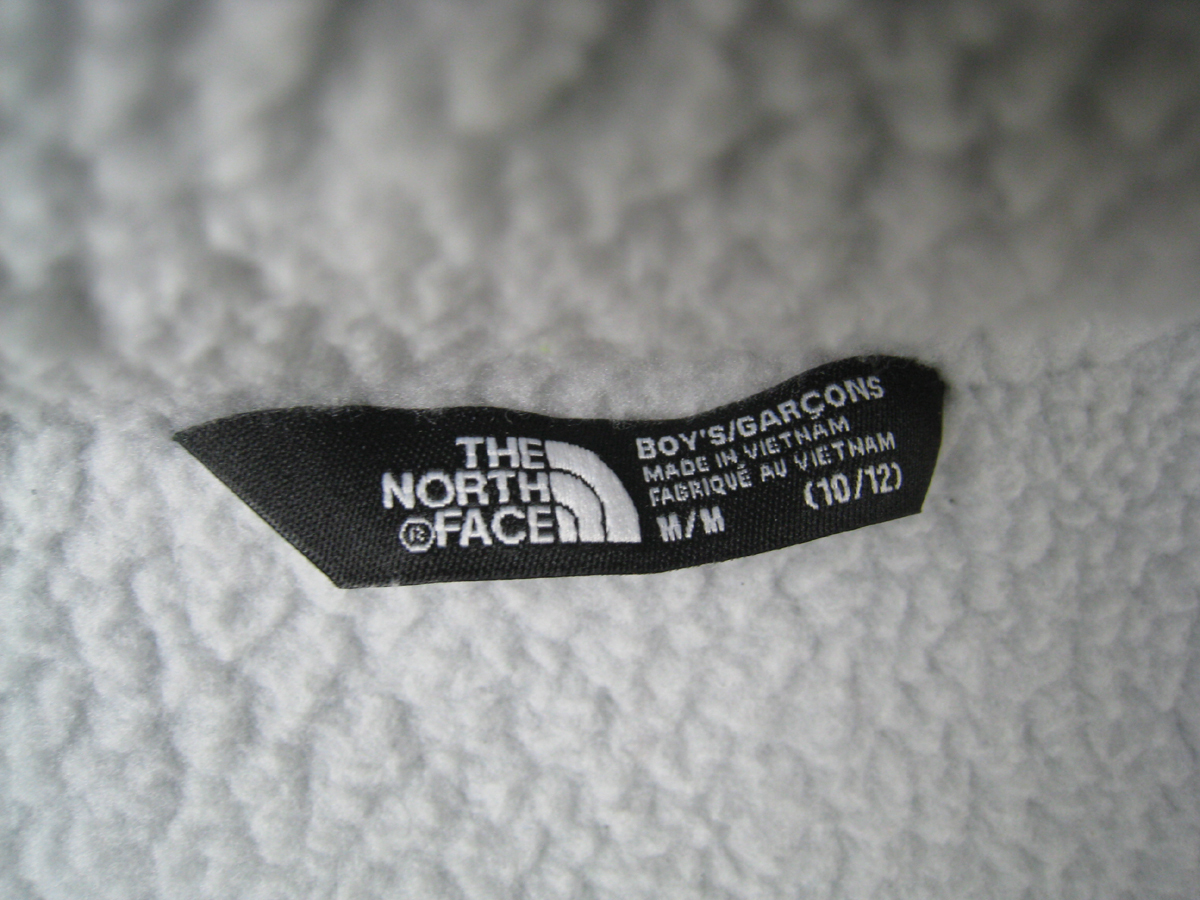 THE
NORTH
®FACE
BOY'S/GARÇONS
MADE IN VIETNAM
FABRIQUÉ AU VIETNAM
M/M (10/12)